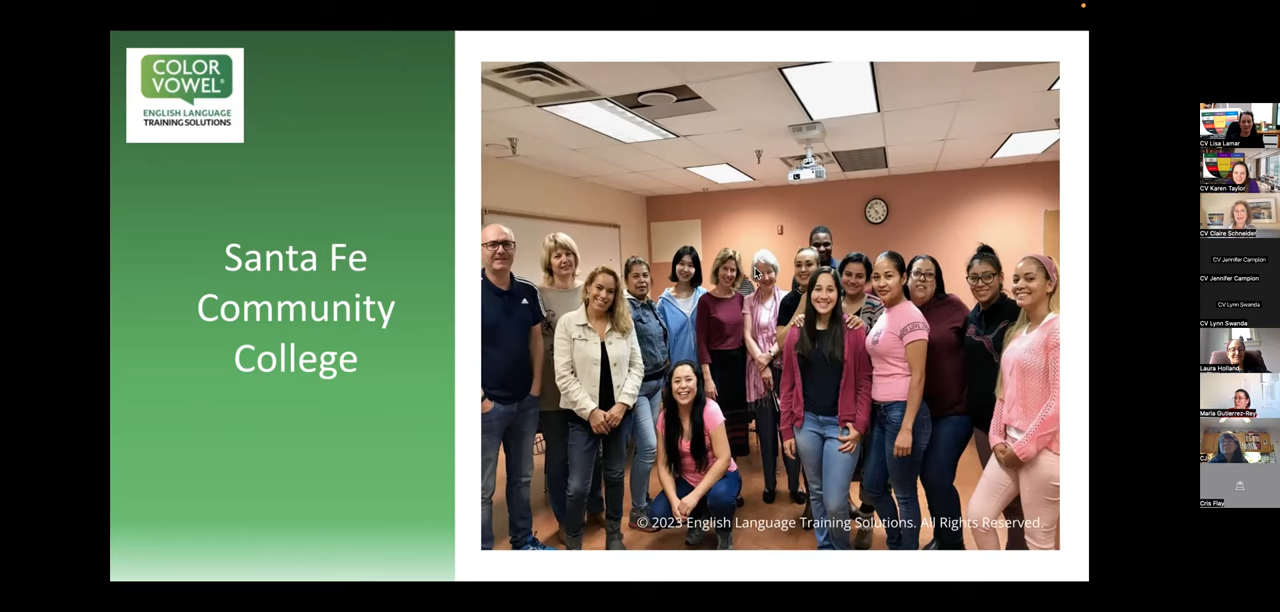 COLOR
VOWEL®
ENGLISH LANGUAGE
TRAINING SOLUTIONS
Santa Fe
Community
College
© 2023 English Language Training Solutions. All Rights Reserved.
CV Lisa Lamar
CV Karen Taylor
CV Claire Schneider
CV Jennifer Campion
CV Jennifer Campion
CV Lynn Swanda
CV Lynn Swanda
Laura Holland
Maria Gutierrez-Rey
Cris Flay